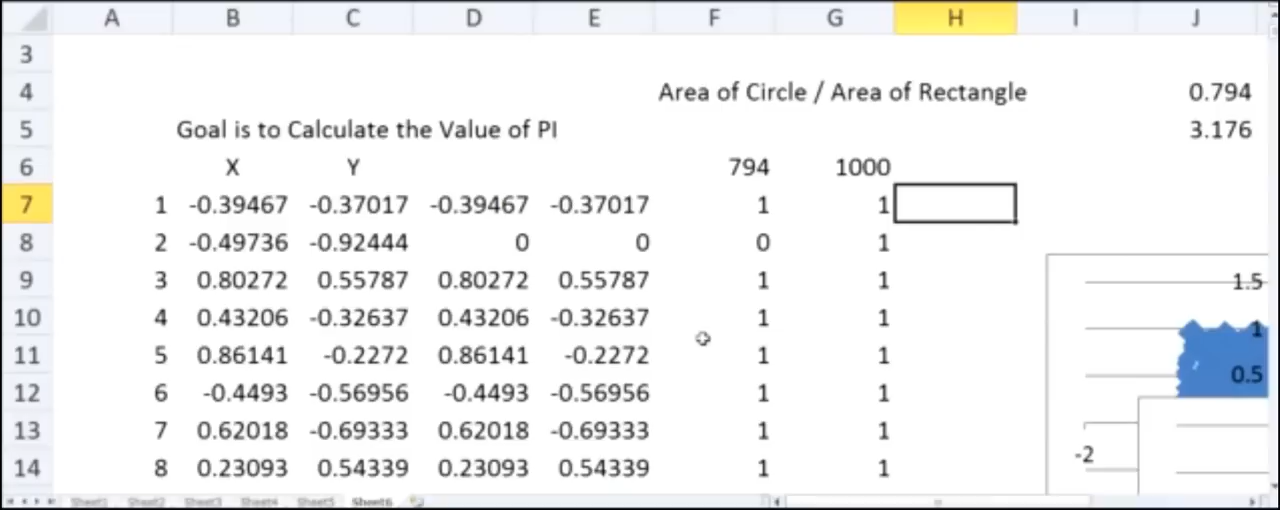 A B C D E F G H I J
3
4 Area of Circle / Area of Rectangle 0.794
5 Goal is to Calculate the Value of PI 3.176
6 X Y 794 1000
7 1 -0.39467 -0.37017 -0.39467 -0.37017 1 1
8 2 -0.49736 -0.92444 0 0 0 1
9 3 0.80272 0.55787 0.80272 0.55787 1 1
1.5
10 4 0.43206 -0.32637 0.43206 -0.32637 1 1
1
11 5 0.86141 -0.2272 0.86141 -0.2272 1 1
0.5
12 6 -0.4493 -0.56956 -0.4493 -0.56956 1 1
13 7 0.62018 -0.69333 0.62018 -0.69333 1 1
-2
14 8 0.23093 0.54339 0.23093 0.54339 1 1
Sheet1 Sheet2 Sheet3 Sheet4 Sheet5 Sheet6